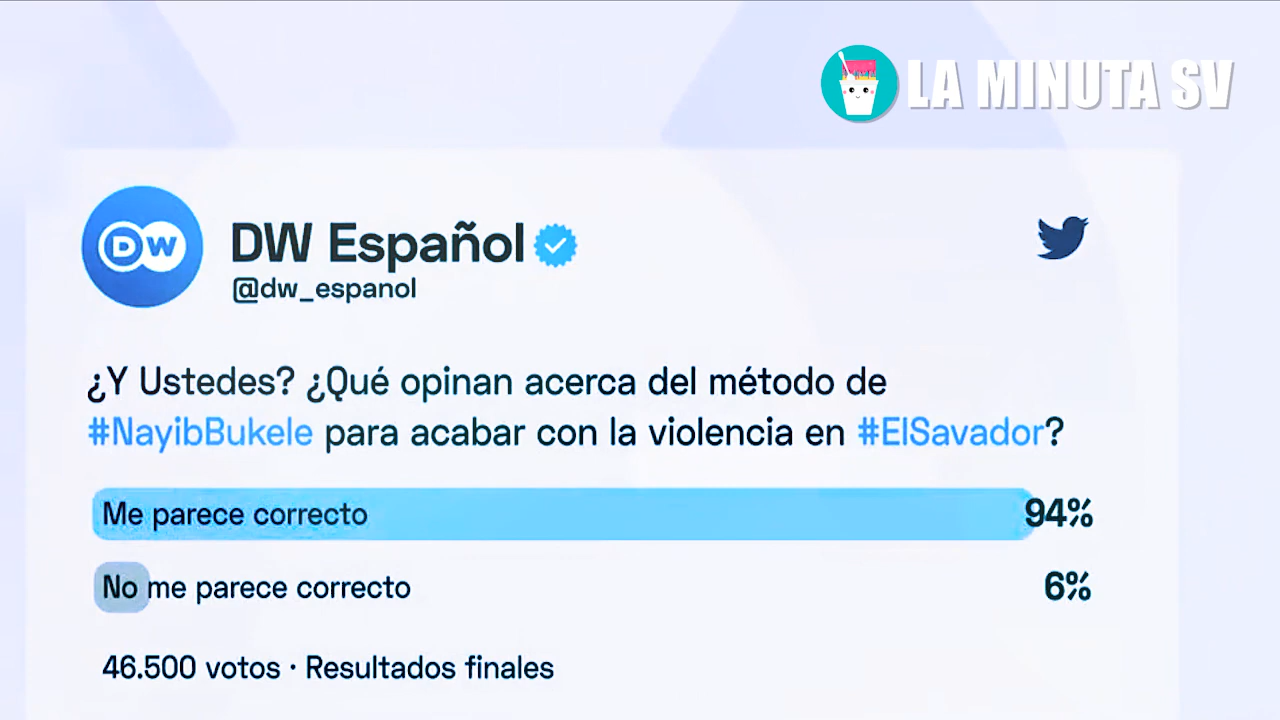 LA MINUTA SV
DW
DW Español
@dw_espanol
¿Y Ustedes? ¿Qué opinan acerca del método de
#NayibBukele para acabar con la violencia en #ElSavador?
Me parece correcto 94%
No me parece correcto 6%
46.500 votos · Resultados finales